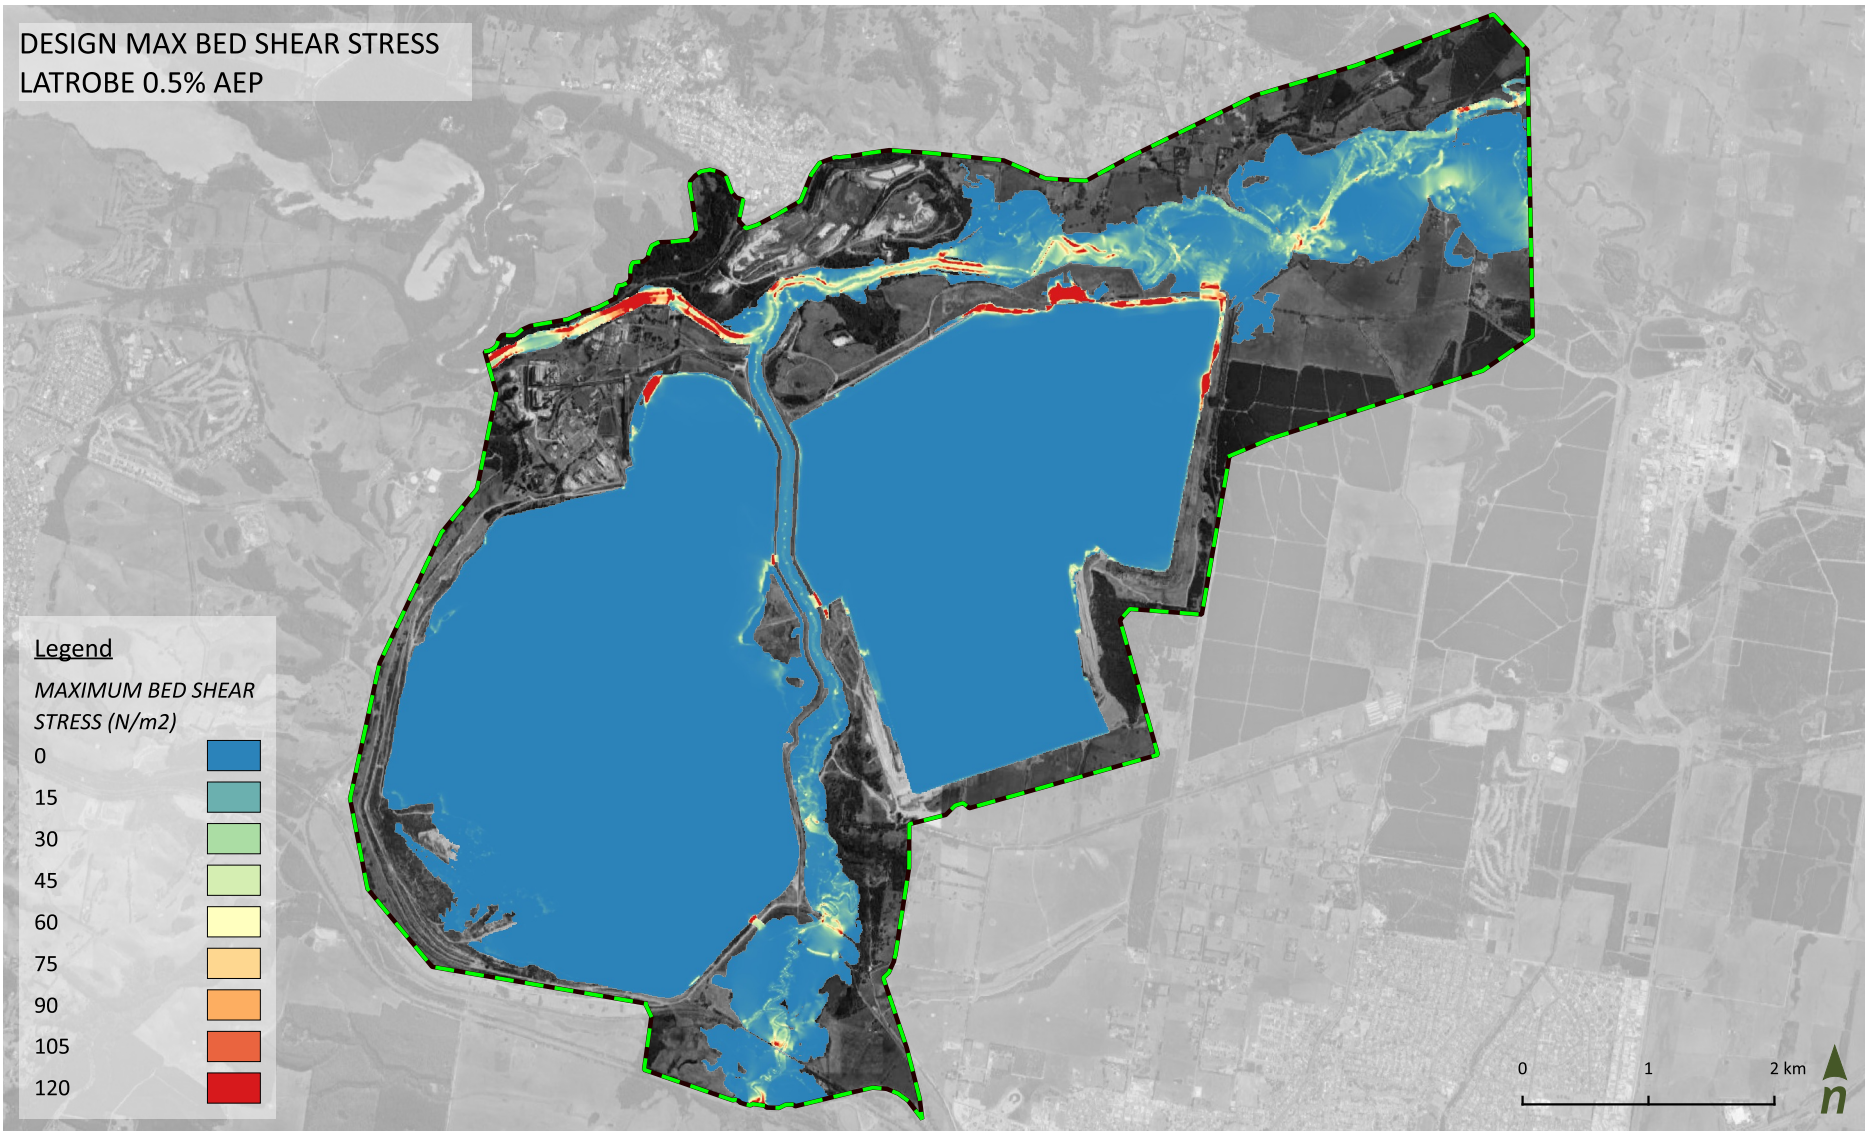 DESIGN MAX BED SHEAR STRESS
LATROBE 0.5% AEP
Legend
MAXIMUM BED SHEAR
STRESS (N/m2)
0
15
30
45
60
75
90
105
120
0 1 2 km
n